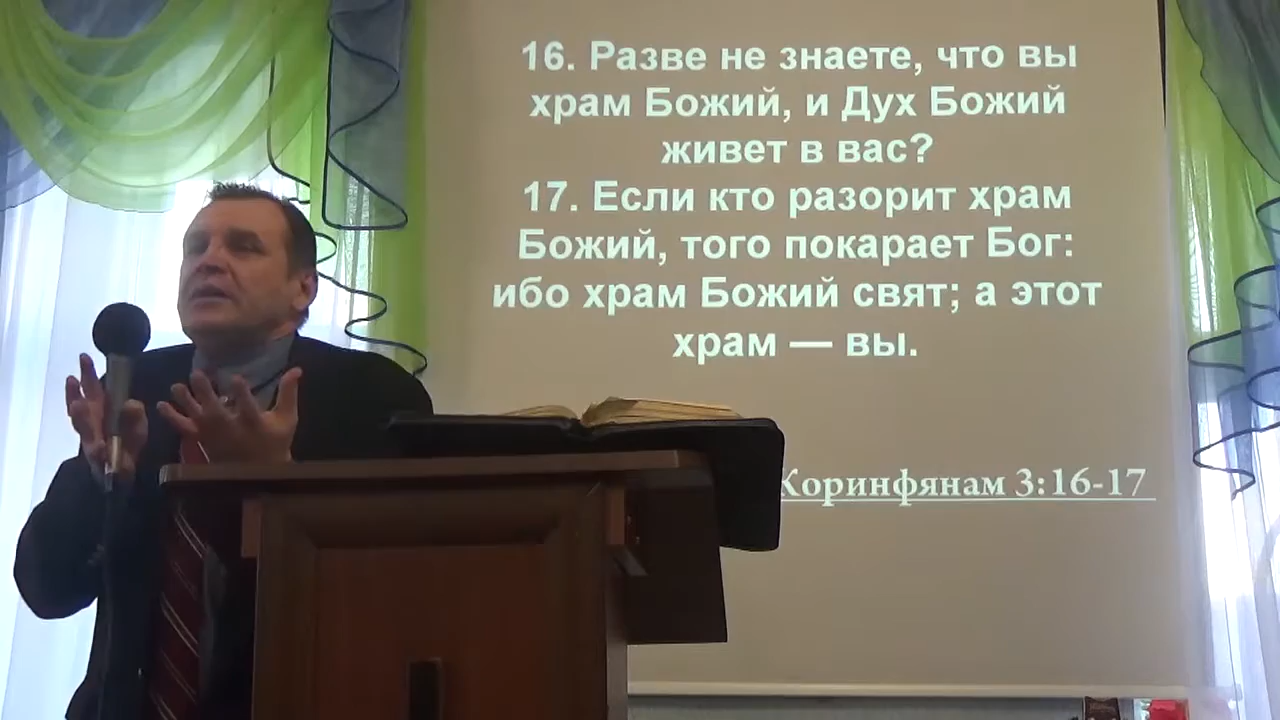 16. Разве не знаете, что вы
храм Божий, и Дух Божий
живет в вас?
17. Если кто разорит храм
Божий, того покарает Бог:
ибо храм Божий свят; а этот
храм — вы.
Коринфянам 3:16-17